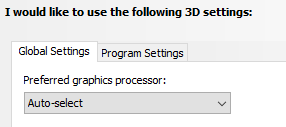 I would like to use the following 3D settings:
Global Settings Program Settings
Preferred graphics processor:
Auto-select